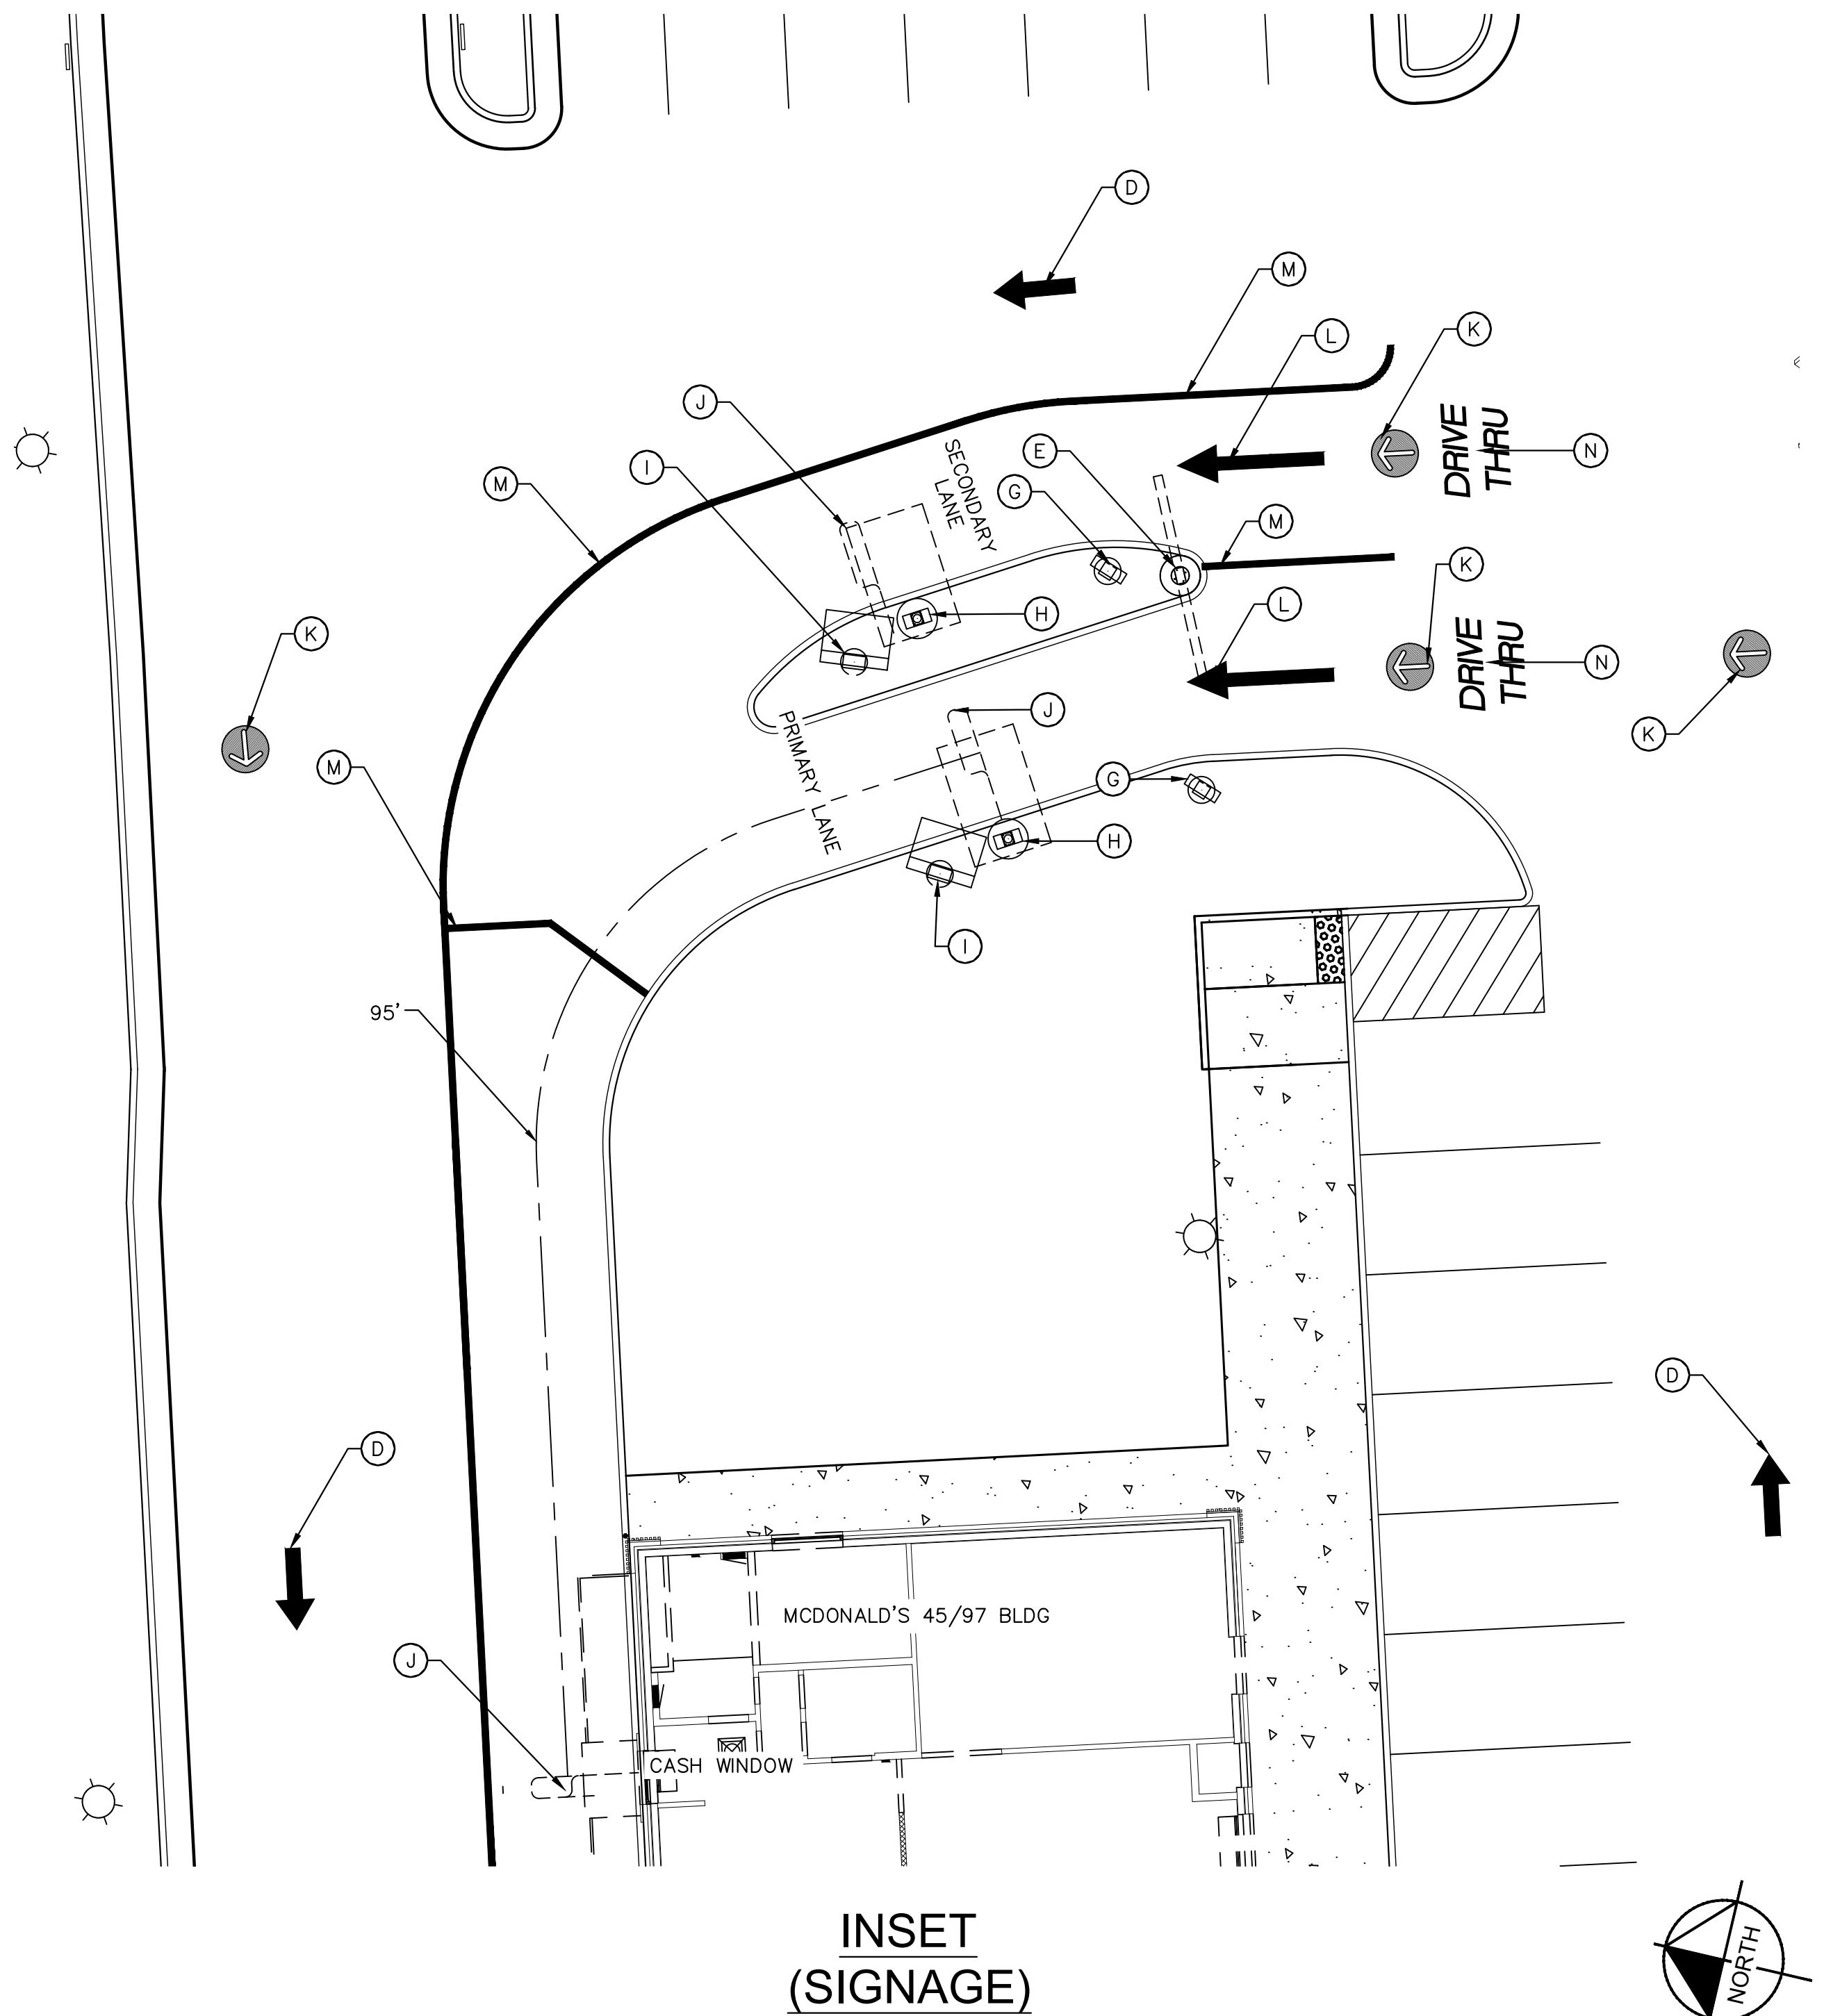 D
M
L
K
J
SECONDARY
LANE
E
DRIVE
THRU
N
I
G
M
M
K
H
L
K
DRIVE
THRU
N
J
PRIMARY LANE
K
M
G
H
I
95'
D
D
MCDONALD'S 45/97 BLDG
J
CASH WINDOW
INSET
(SIGNAGE)
NORTH